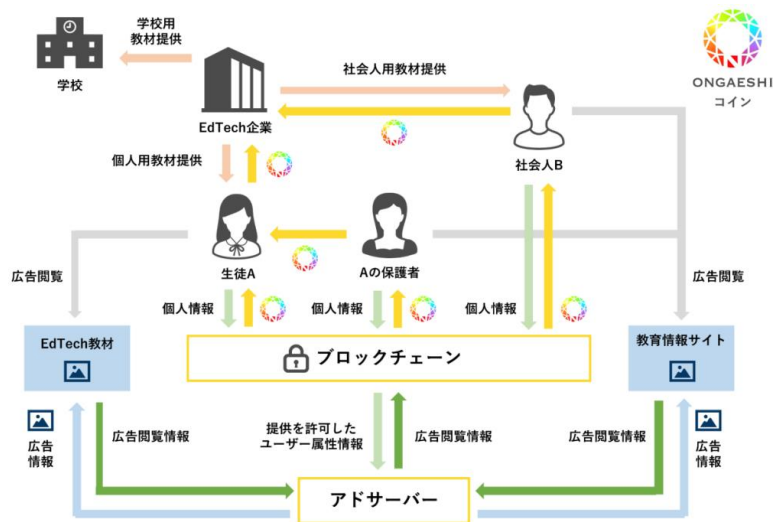 学校用
教材提供
学校
社会人用教材提供
ONGAESHI
コイン
EdTech企業
社会人B
個人用教材提供
生徒A
Aの保護者
広告閲覧
広告閲覧
個人情報
個人情報
個人情報
EdTech教材
ブロックチェーン
教育情報サイト
広告
情報
広告閲覧情報
提供を許可した
ユーザー属性情報
広告閲覧情報
広告閲覧情報
広告
情報
アドサーバー